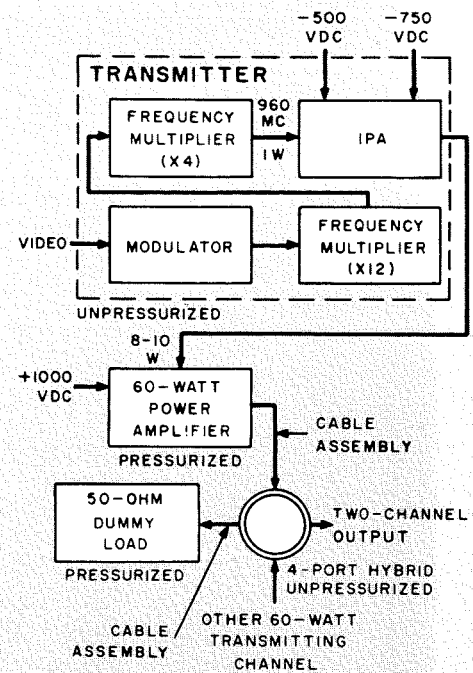 -500 VDC
-750 VDC
TRANSMITTER
FREQUENCY
MULTIPLIER
(X4)
960
MC
1W
IPA
VIDEO
MODULATOR
FREQUENCY
MULTIPLIER
(X12)
UNPRESSURIZED
8-10
W
+1000
VDC
60-WATT
POWER
AMPLIFIER
PRESSURIZED
CABLE
ASSEMBLY
50-OHM
DUMMY
LOAD
PRESSURIZED
TWO-CHANNEL
OUTPUT
4-PORT HYBRID
UNPRESSURIZED
CABLE
ASSEMBLY
OTHER 60-WATT
TRANSMITTING
CHANNEL